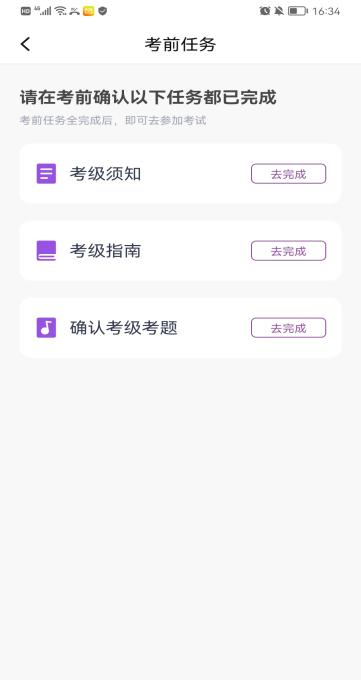 HD 4G 16:34
考前任务
请在考前确认以下任务都已完成
考前任务全完成后，即可去参加考试
考级须知 去完成
考级指南 去完成
确认考级考题 去完成